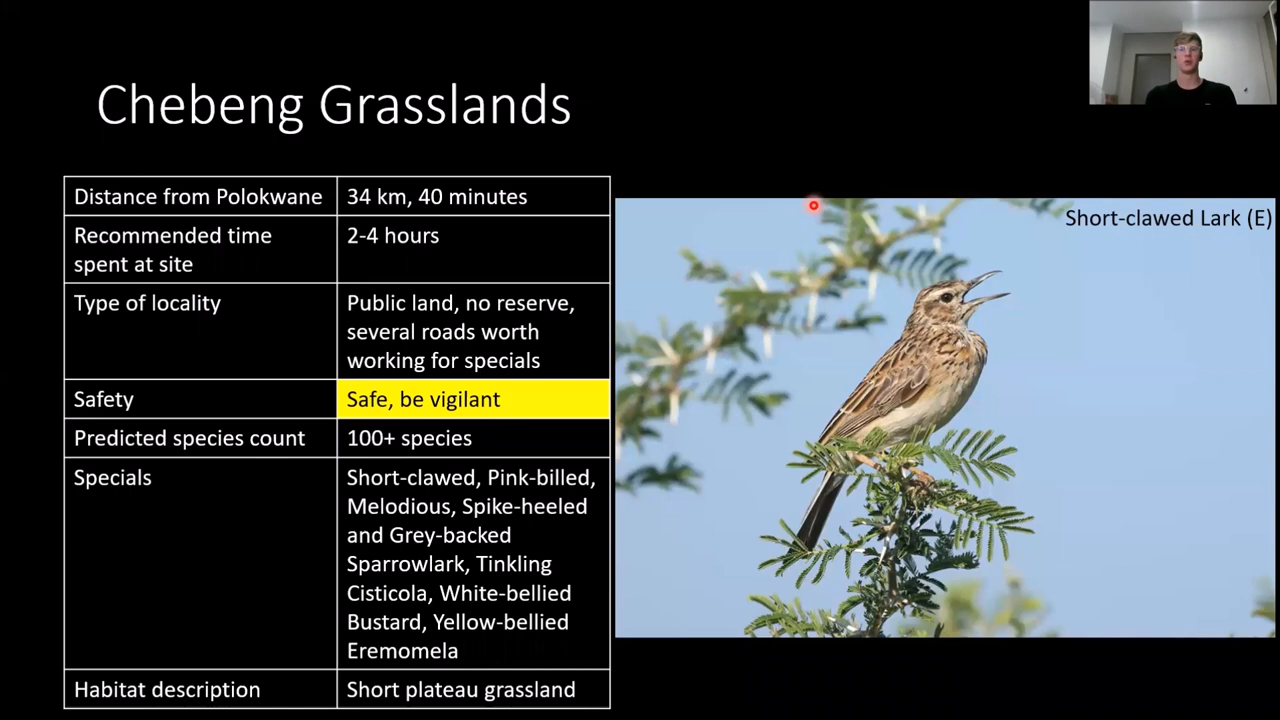 Chebeng Grasslands
Distance from Polokwane
34 km, 40 minutes
Recommended time
spent at site
2-4 hours
Type of locality
Public land, no reserve,
several roads worth
working for specials
Safety
Safe, be vigilant
Predicted species count
100+ species
Specials
Short-clawed, Pink-billed,
Melodious, Spike-heeled
and Grey-backed
Sparrowlark, Tinkling
Cisticola, White-bellied
Bustard, Yellow-bellied
Eremomela
Habitat description
Short plateau grassland
Short-clawed Lark (E)